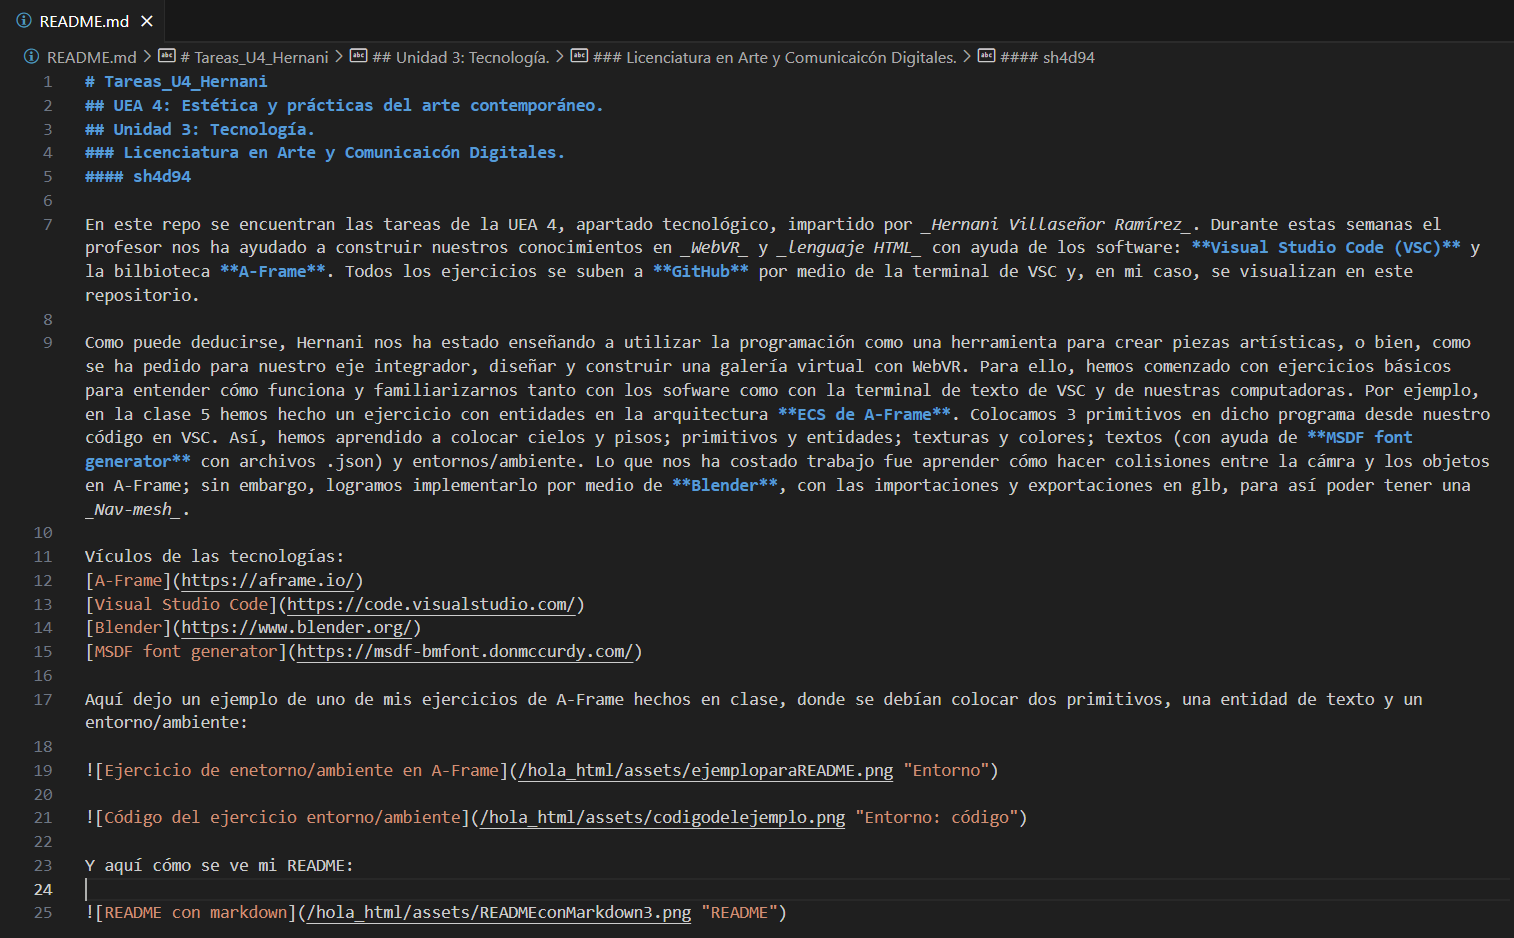 README.md
README.md > # Tareas_U4_Hernani > ## Unidad 3: Tecnología. > ### Licenciatura en Arte y Comunicaicón Digitales. > #### sh4d94
1 # Tareas_U4_Hernani
2 ## UEA 4: Estética y prácticas del arte contemporáneo.
3 ## Unidad 3: Tecnología.
4 ### Licenciatura en Arte y Comunicaicón Digitales.
5 #### sh4d94
6
7 En este repo se encuentran las tareas de la UEA 4, apartado tecnológico, impartido por _Hernani Villaseñor Ramírez_. Durante estas semanas el
profesor nos ha ayudado a construir nuestros conocimientos en _WebVR_ y _lenguaje HTML_ con ayuda de los software: **Visual Studio Code (VSC)** y
la bilbioteca **A-Frame**. Todos los ejercicios se suben a **GitHub** por medio de la terminal de VSC y, en mi caso, se visualizan en este
repositorio.
8
9 Como puede deducirse, Hernani nos ha estado enseñando a utilizar la programación como una herramienta para crear piezas artísticas, o bien, como
se ha pedido para nuestro eje integrador, diseñar y construir una galería virtual con WebVR. Para ello, hemos comenzado con ejercicios básicos
para entender cómo funciona y familiarizarnos tanto con los sofware como con la terminal de texto de VSC y de nuestras computadoras. Por ejemplo,
en la clase 5 hemos hecho un ejercicio con entidades en la arquitectura **ECS de A-Frame**. Colocamos 3 primitivos en dicho programa desde nuestro
código en VSC. Así, hemos aprendido a colocar cielos y pisos; primitivos y entidades; texturas y colores; textos (con ayuda de **MSDF font
generator** con archivos .json) y entornos/ambiente. Lo que nos ha costado trabajo fue aprender cómo hacer colisiones entre la cámra y los objetos
en A-Frame; sin embargo, logramos implementarlo por medio de **Blender**, con las importaciones y exportaciones en glb, para así poder tener una
_Nav-mesh_.
10
11 Vículos de las tecnologías:
12 [A-Frame](https://aframe.io/)
13 [Visual Studio Code](https://code.visualstudio.com/)
14 [Blender](https://www.blender.org/)
15 [MSDF font generator](https://msdf-bmfont.donmccurdy.com/)
16
17 Aquí dejo un ejemplo de uno de mis ejercicios de A-Frame hechos en clase, donde se debían colocar dos primitivos, una entidad de texto y un
entorno/ambiente:
18
19 ![Ejercicio de enetorno/ambiente en A-Frame](/hola_html/assets/ejemploparaREADME.png "Entorno")
20
21 ![Código del ejercicio entorno/ambiente](/hola_html/assets/codigodelejemplo.png "Entorno: código")
22
23 Y aquí cómo se ve mi README:
24
25 ![README con markdown](/hola_html/assets/READMEconMarkdown3.png "README")